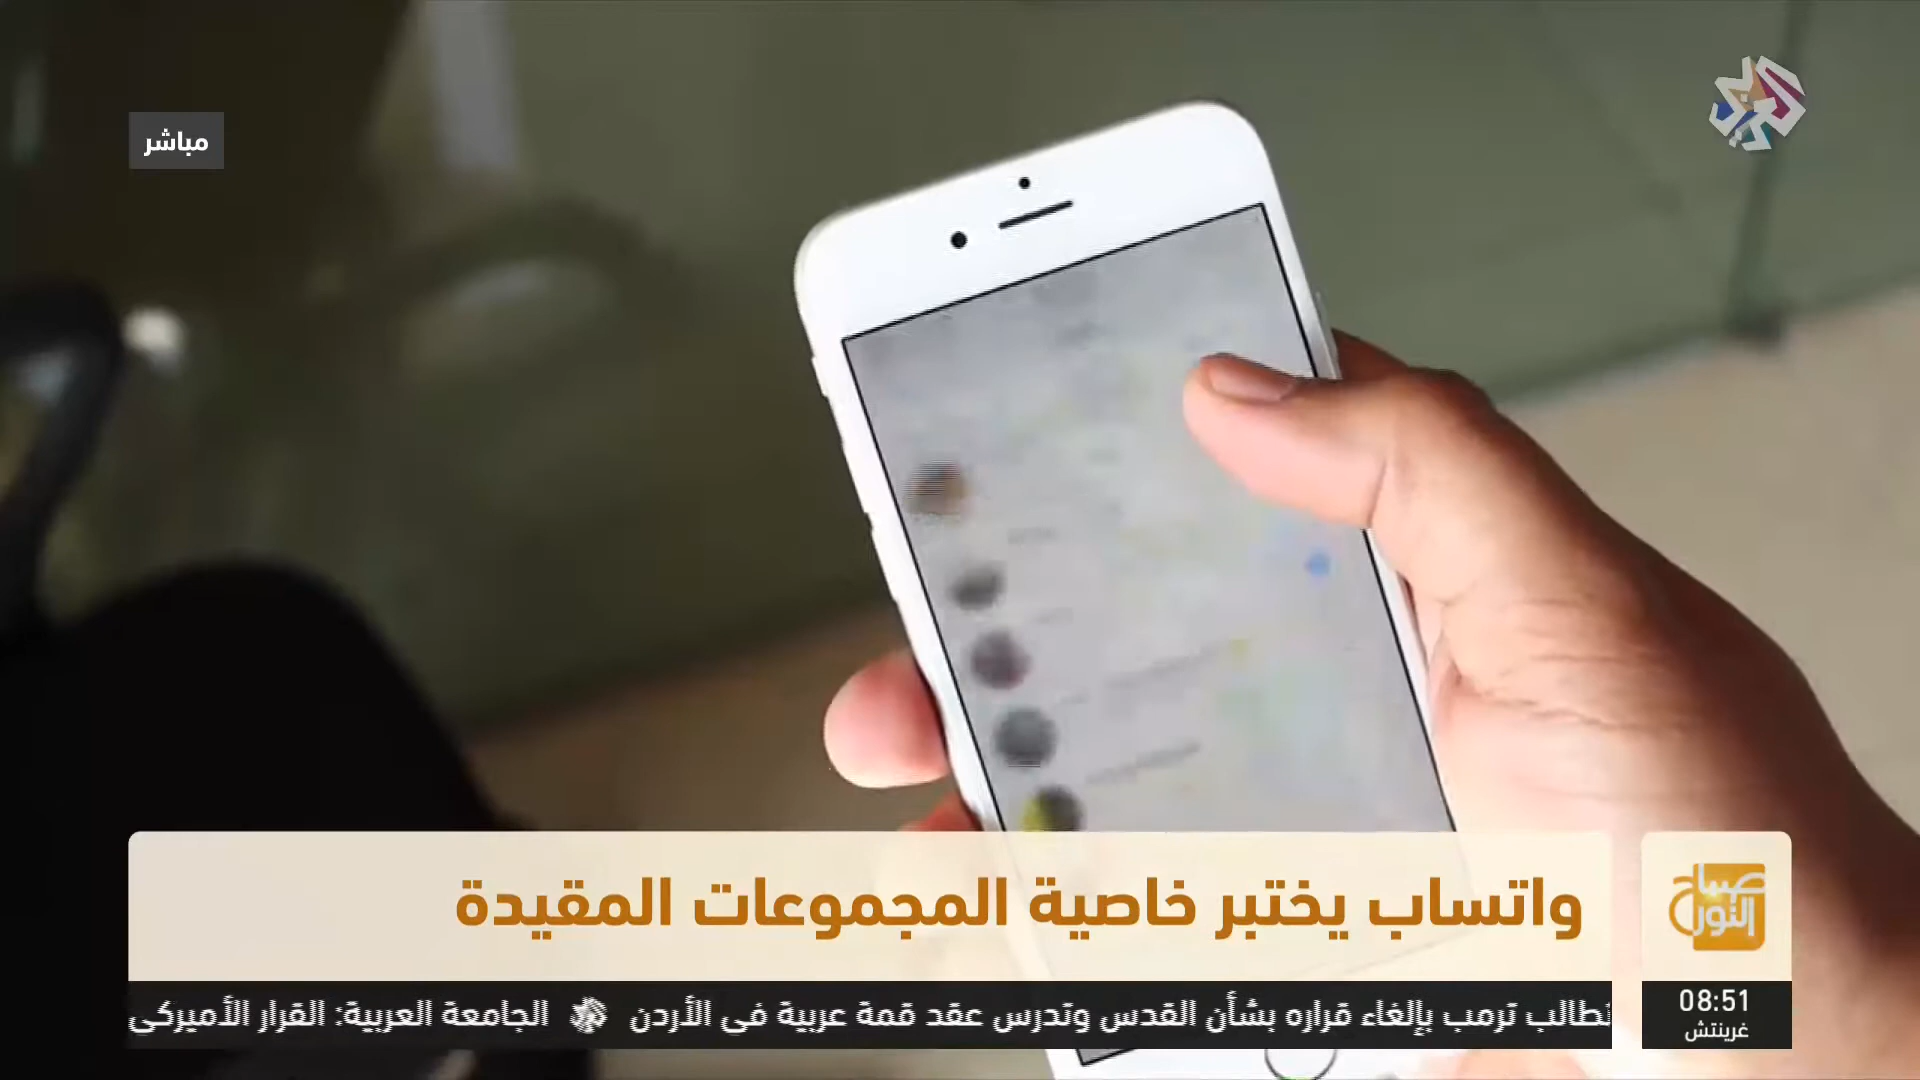 مباشر
واتساب يختبر خاصية المجموعات المقيدة
صباح النور
تطالب ترمب بإلغاء قراره بشأن القدس وتدرس عقد قمة عربية في الأردن الجامعة العربية: القرار الأميركي
08:51
غرينتش